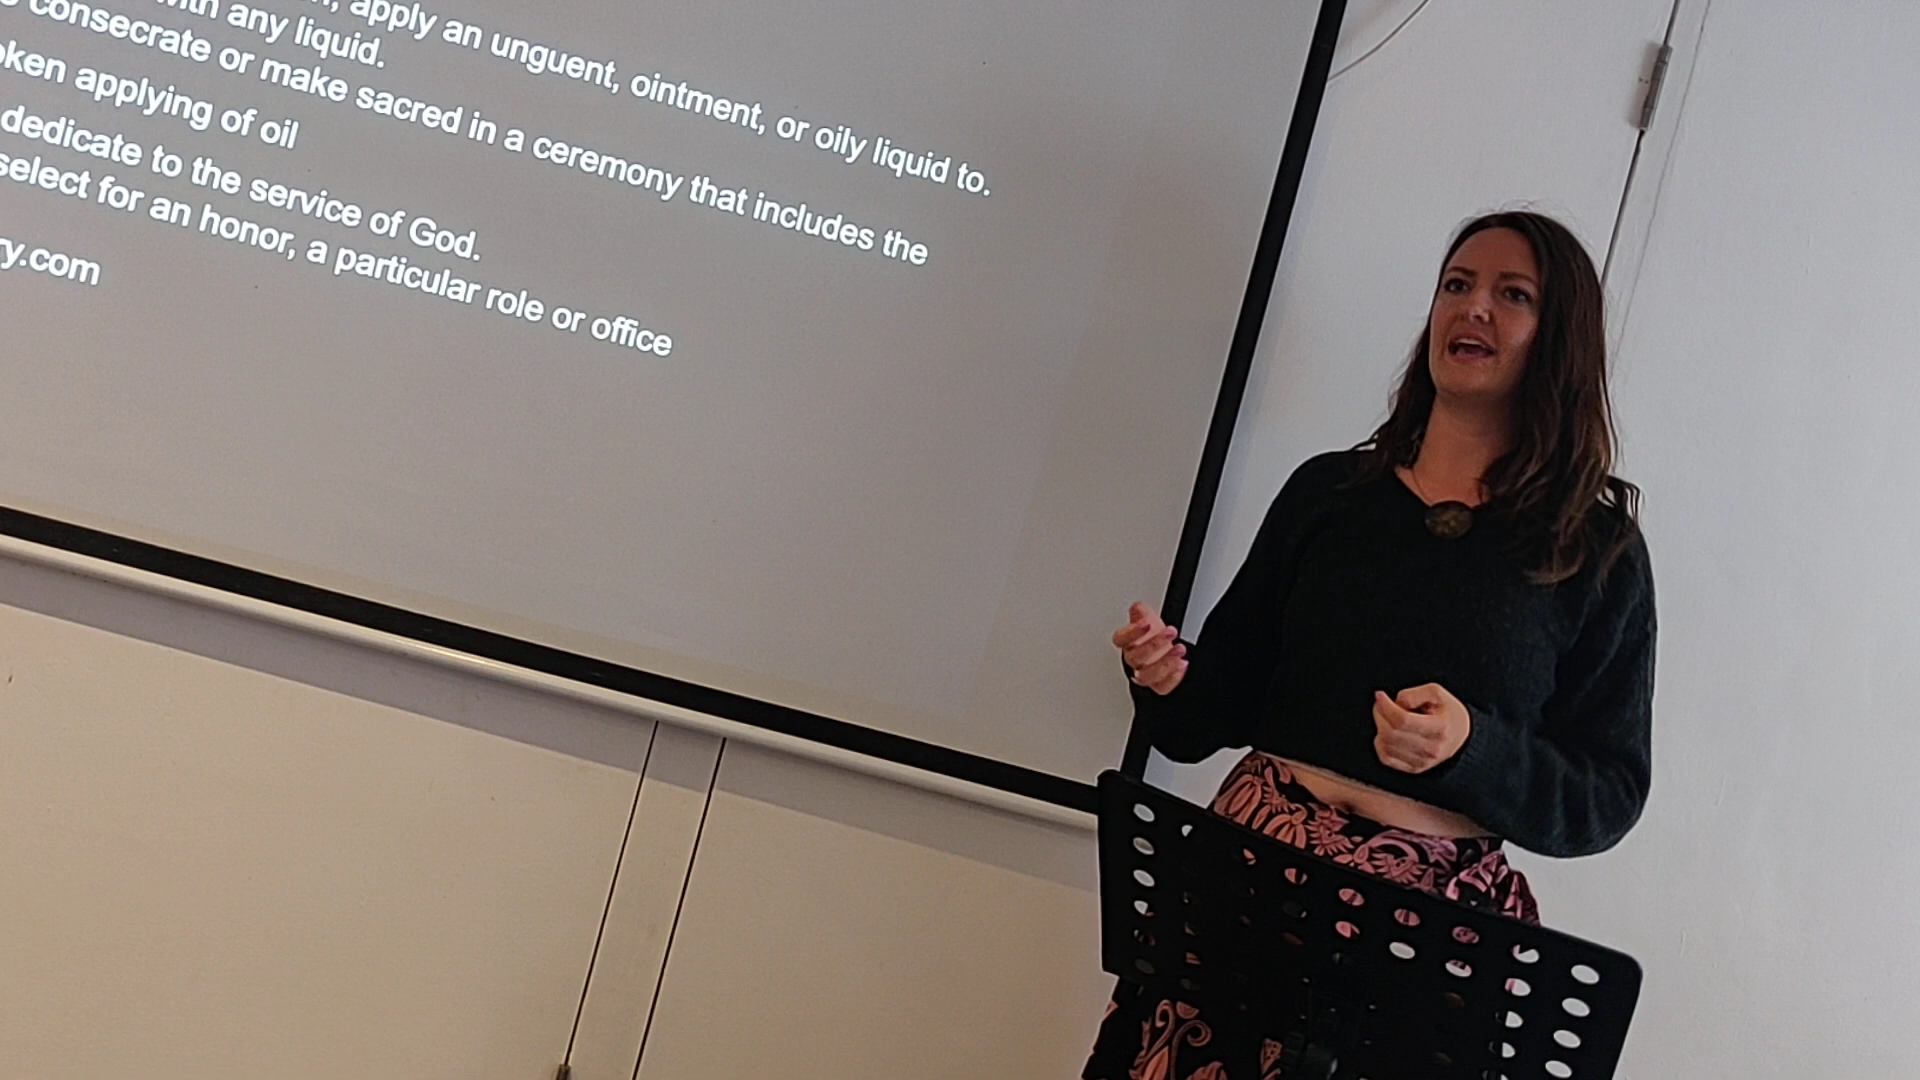 apply an unguent, ointment, or oily liquid to.
with any liquid.
consecrate or make sacred in a ceremony that includes the
applying of oil
dedicate to the service of God.
select for an honor, a particular role or office
ry.com